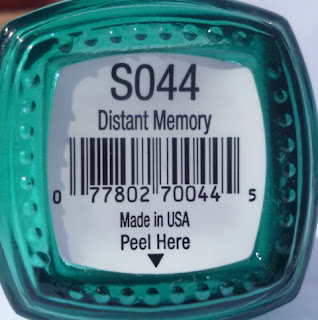 S044
Distant Memory
0 77802 70044 5
Made in USA
Peel Here